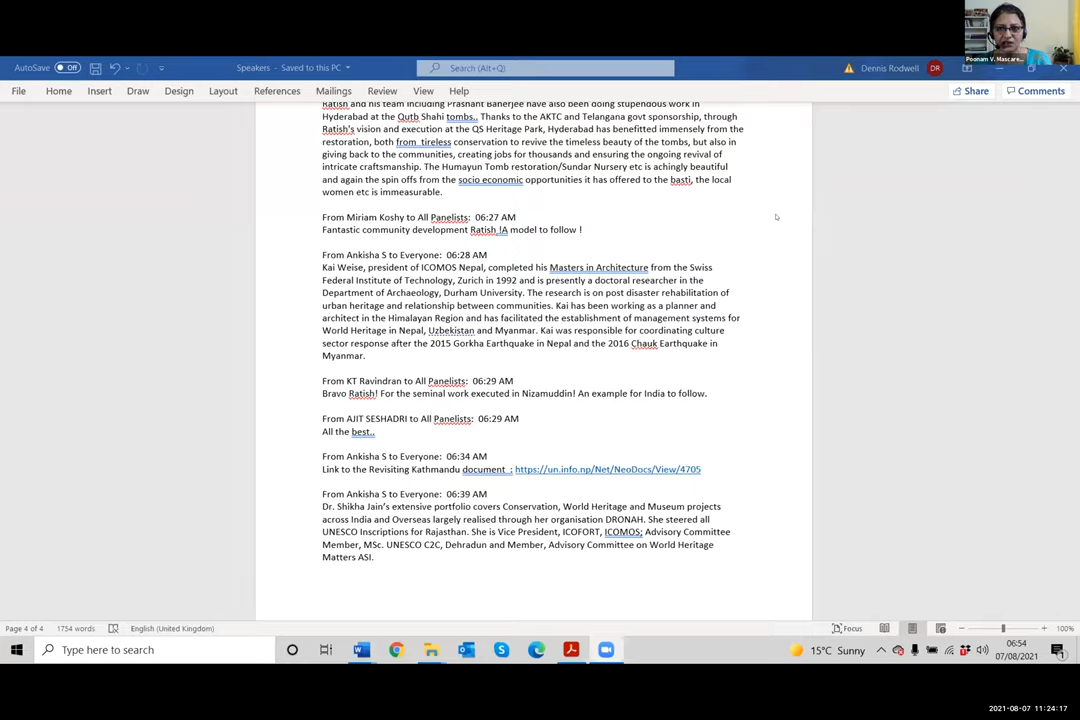 Poonam V. Mascare...
AutoSave Off
Speakers - Saved to this PC
Search (Alt+Q)
Dennis Rodwell DR
File Home Insert Draw Design Layout References Mailings Review View Help Share Comments
Ratish and his team including Prashant Banerjee have also been doing stupendous work in
Hyderabad at the Qutb Shahi tombs.. Thanks to the AKTC and Telangana govt sponsorship, through
Ratish's vision and execution at the QS Heritage Park, Hyderabad has benefitted immensely from the
restoration, both from tireless conservation to revive the timeless beauty of the tombs, but also in
giving back to the communities, creating jobs for thousands and ensuring the ongoing revival of
intricate craftsmanship. The Humayun Tomb restoration/Sundar Nursery etc is achingly beautiful
and again the spin offs from the socio economic opportunities it has offered to the basti, the local
women etc is immeasurable.
From Miriam Koshy to All Panelists: 06:27 AM
Fantastic community development Ratish !A model to follow !
From Ankisha S to Everyone: 06:28 AM
Kai Weise, president of ICOMOS Nepal, completed his Masters in Architecture from the Swiss
Federal Institute of Technology, Zurich in 1992 and is presently a doctoral researcher in the
Department of Archaeology, Durham University. The research is on post disaster rehabilitation of
urban heritage and relationship between communities. Kai has been working as a planner and
architect in the Himalayan Region and has facilitated the establishment of management systems for
World Heritage in Nepal, Uzbekistan and Myanmar. Kai was responsible for coordinating culture
sector response after the 2015 Gorkha Earthquake in Nepal and the 2016 Chauk Earthquake in
Myanmar.
From KT Ravindran to All Panelists: 06:29 AM
Bravo Ratish! For the seminal work executed in Nizamuddin! An example for India to follow.
From AJIT SESHADRI to All Panelists: 06:29 AM
All the best..
From Ankisha S to Everyone: 06:34 AM
Link to the Revisiting Kathmandu document : https://un.info.np/Net/NeoDocs/View/4705
From Ankisha S to Everyone: 06:39 AM
Dr. Shikha Jain's extensive portfolio covers Conservation, World Heritage and Museum projects
across India and Overseas largely realised through her organisation DRONAH. She steered all
UNESCO Inscriptions for Rajasthan. She is Vice President, ICOFORT, ICOMOS; Advisory Committee
Member, MSc. UNESCO C2C, Dehradun and Member, Advisory Committee on World Heritage
Matters ASI.
Page 4 of 4 1754 words English (United Kingdom) Focus 100%
Type here to search
15°C Sunny
06:54
07/08/2021
1
2021-08-07 11:24:17